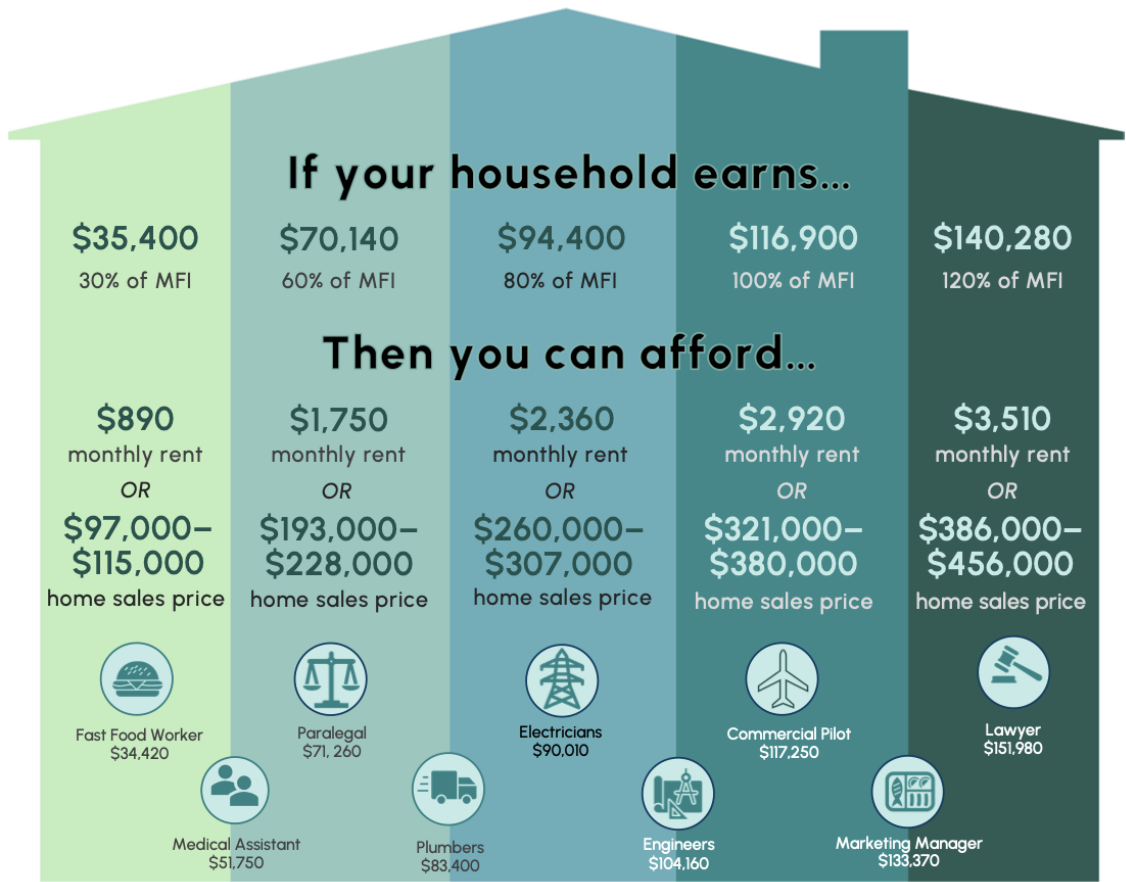 If your household earns...
$35,400
30% of MFI
$70,140
60% of MFI
$94,400
80% of MFI
$116,900
100% of MFI
$140,280
120% of MFI
Then you can afford...
$890
monthly rent
OR
$97,000–
$115,000
home sales price
$1,750
monthly rent
OR
$193,000–
$228,000
home sales price
$2,360
monthly rent
OR
$260,000–
$307,000
home sales price
$2,920
monthly rent
OR
$321,000–
$380,000
home sales price
$3,510
monthly rent
OR
$386,000–
$456,000
home sales price
Fast Food Worker
$34,420
Paralegal
$71, 260
Electricians
$90,010
Commercial Pilot
$117,250
Lawyer
$151,980
Medical Assistant
$51,750
Plumbers
$83,400
Engineers
$104,160
Marketing Manager
$133,370